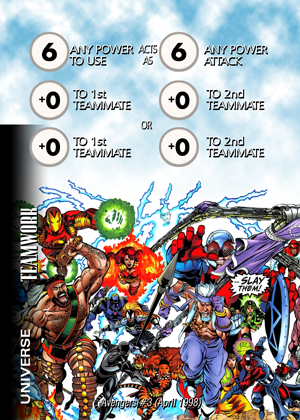 6 ANY POWER TO USE ACTS AS 6 ANY POWER ATTACK
+0 TO 1st TEAMMATE +0 TO 2nd TEAMMATE
OR
+0 TO 1st TEAMMATE +0 TO 2nd TEAMMATE
UNIVERSE TEAMWORK
SLAY THEM!
Avengers #3 (April 1998)